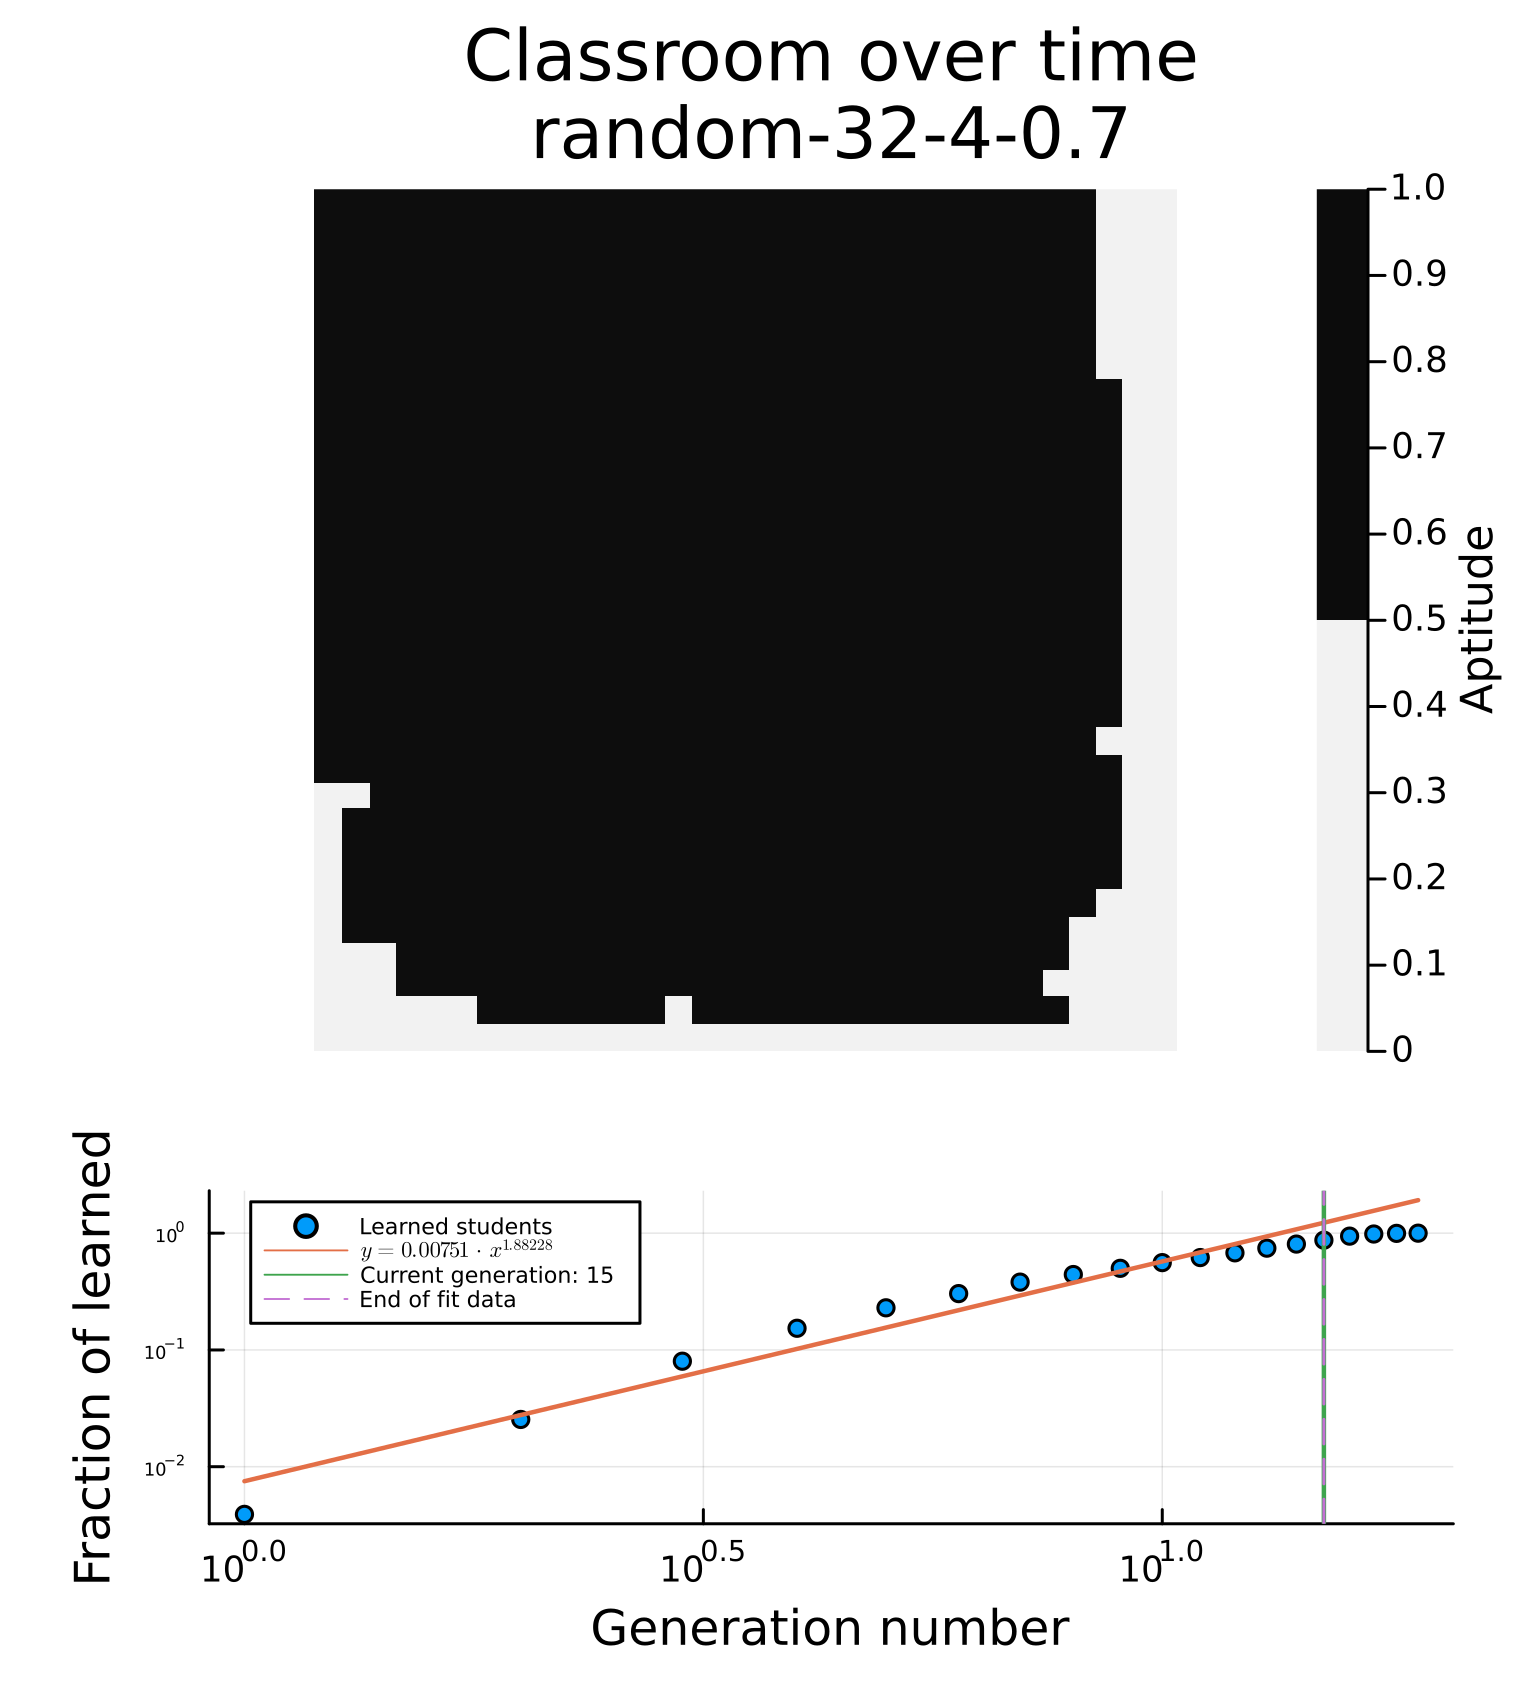 Classroom over time
random-32-4-0.7
1.0
0.9
0.8
0.7
0.6
0.5
0.4
0.3
0.2
0.1
0
Aptitude
Fraction of learned
10⁰
10⁻¹
10⁻²
Learned students
y = 0.00751 · x^1.88228
Current generation: 15
End of fit data
10^0.0
10^0.5
10^1.0
Generation number